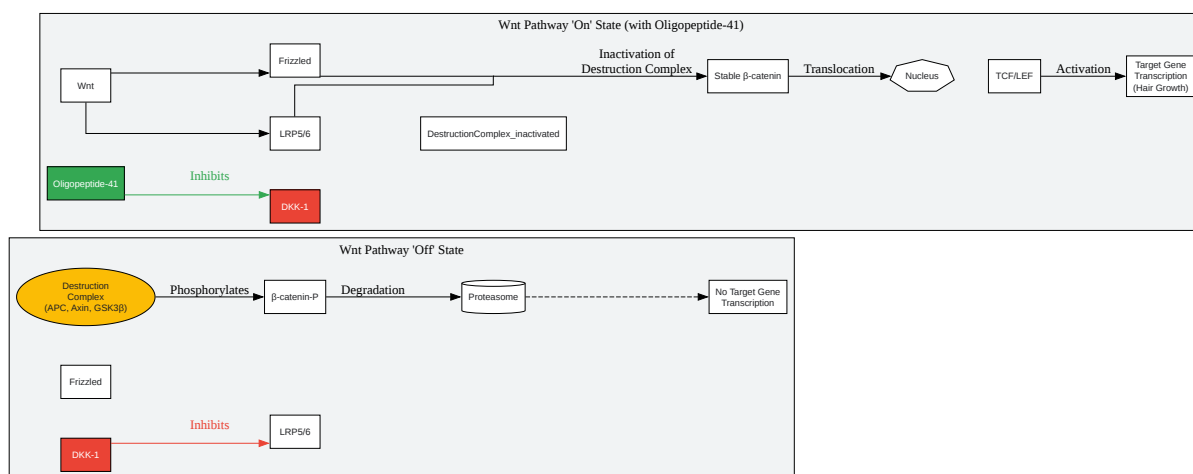 Wnt Pathway 'On' State (with Oligopeptide-41)
Wnt
Frizzled
LRP5/6
Inactivation of
Destruction Complex
Stable β-catenin
Translocation
Nucleus
TCF/LEF
Activation
Target Gene
Transcription
(Hair Growth)
DestructionComplex_inactivated
Oligopeptide-41
Inhibits
DKK-1
Wnt Pathway 'Off' State
Destruction
Complex
(APC, Axin, GSK3β)
Phosphorylates
β-catenin-P
Degradation
Proteasome
No Target Gene
Transcription
Frizzled
DKK-1
Inhibits
LRP5/6